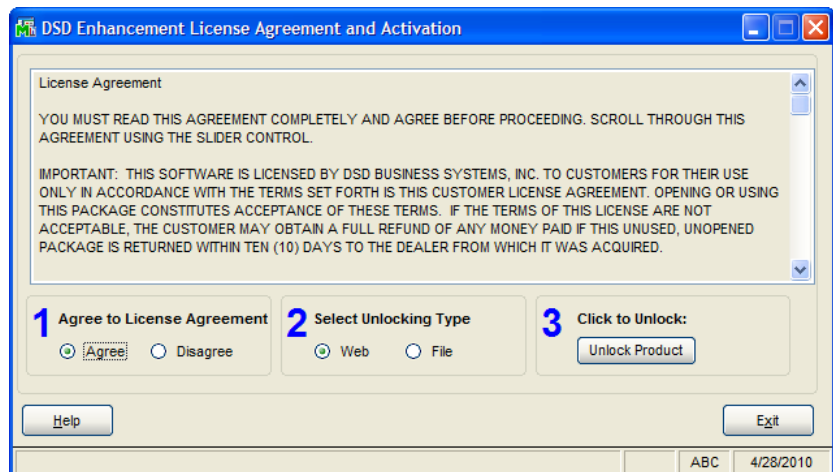 DSD Enhancement License Agreement and Activation
License Agreement
YOU MUST READ THIS AGREEMENT COMPLETELY AND AGREE BEFORE PROCEEDING. SCROLL THROUGH THIS
AGREEMENT USING THE SLIDER CONTROL.
IMPORTANT:  THIS SOFTWARE IS LICENSED BY DSD BUSINESS SYSTEMS, INC. TO CUSTOMERS FOR THEIR USE
ONLY IN ACCORDANCE WITH THE TERMS SET FORTH IS THIS CUSTOMER LICENSE AGREEMENT. OPENING OR USING
THIS PACKAGE CONSTITUTES ACCEPTANCE OF THESE TERMS.  IF THE TERMS OF THIS LICENSE ARE NOT
ACCEPTABLE, THE CUSTOMER MAY OBTAIN A FULL REFUND OF ANY MONEY PAID IF THIS UNUSED, UNOPENED
PACKAGE IS RETURNED WITHIN TEN (10) DAYS TO THE DEALER FROM WHICH IT WAS ACQUIRED.
1 Agree to License Agreement
Agree Disagree
2 Select Unlocking Type
Web File
3 Click to Unlock:
Unlock Product
Help
Exit
ABC 4/28/2010